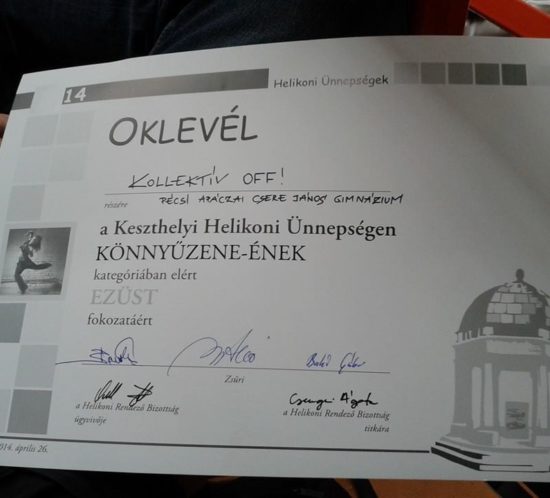 14
Helikoni Ünnepségek
OKLEVÉL
KOLLEKTÍV OFF!
részére
PÉCSI APÁCZAI CSERE JÁNOS GIMNÁZIUM
a Keszthelyi Helikoni Ünnepségen
KÖNNYŰZENE-ÉNEK
kategóriában elért
EZÜST
fokozatáért
Zsűri
a Helikoni Rendező Bizottság
ügyvivője
a Helikoni Rendező Bizottság
titkára
2014. április 26.